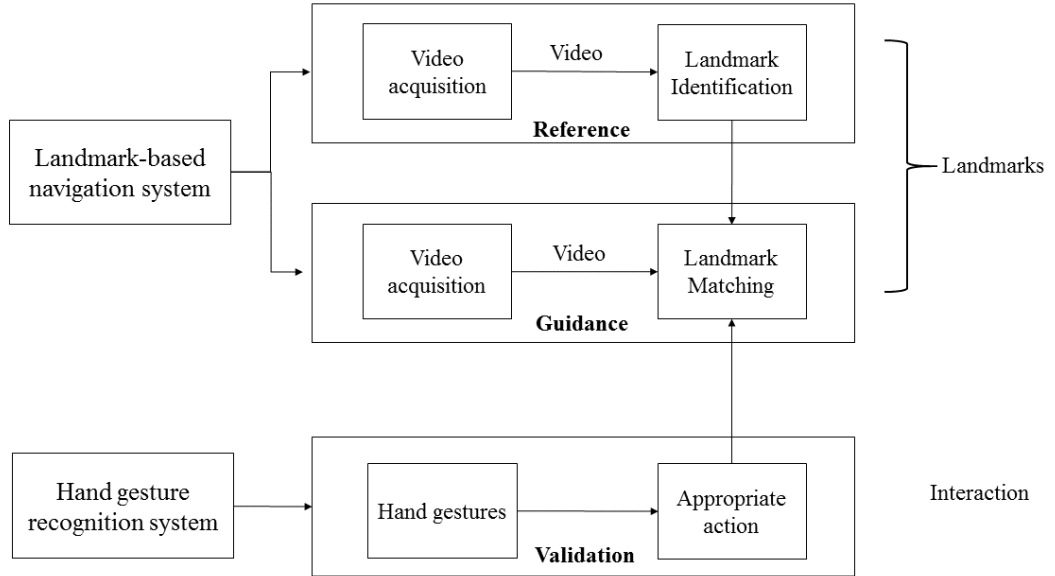 Video
acquisition
Video
Landmark
Identification
Reference
Landmark-based
navigation system
Landmarks
Video
acquisition
Video
Landmark
Matching
Guidance
Hand gesture
recognition system
Hand gestures
Appropriate
action
Validation
Interaction